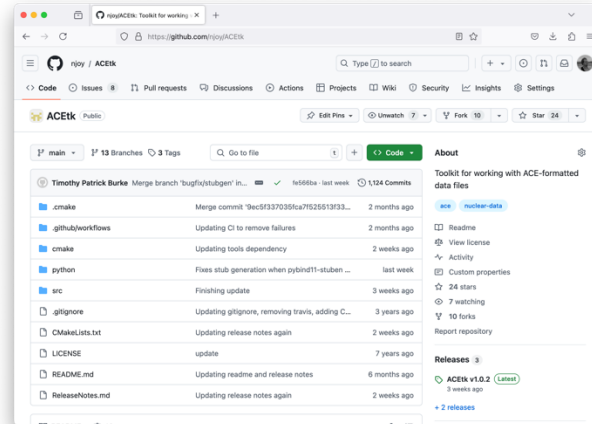 njoy/ACEtk: Toolkit for working
https://github.com/njoy/ACEtk
njoy / ACEtk
Type / to search
Code Issues 8 Pull requests Discussions Actions Projects Wiki Security Insights Settings
ACEtk Public Edit Pins Unwatch 7 Fork 10 Star 24
main 13 Branches 3 Tags Go to file t Code
Timothy Patrick Burke Merge branch 'bugfix/stubgen' in... fe566ba · last week 1,124 Commits
.cmake Merge commit '9ec5f337035fca7f525513f33... 2 months ago
.github/workflows Updating CI to remove failures 2 months ago
cmake Updating tools dependency 2 weeks ago
python Fixes stub generation when pybind11-stuben ... last week
src Finishing update 3 weeks ago
.gitignore Updating gitignore, removing travis, adding C... 3 years ago
CMakeLists.txt Updating release notes again 2 weeks ago
LICENSE update 7 years ago
README.md Updating readme and release notes 6 months ago
ReleaseNotes.md Updating release notes again 2 weeks ago
About
Toolkit for working with ACE-formatted
data files
ace nuclear-data
Readme
View license
Activity
Custom properties
24 stars
7 watching
10 forks
Report repository
Releases 3
ACEtk v1.0.2 Latest
3 weeks ago
+ 2 releases